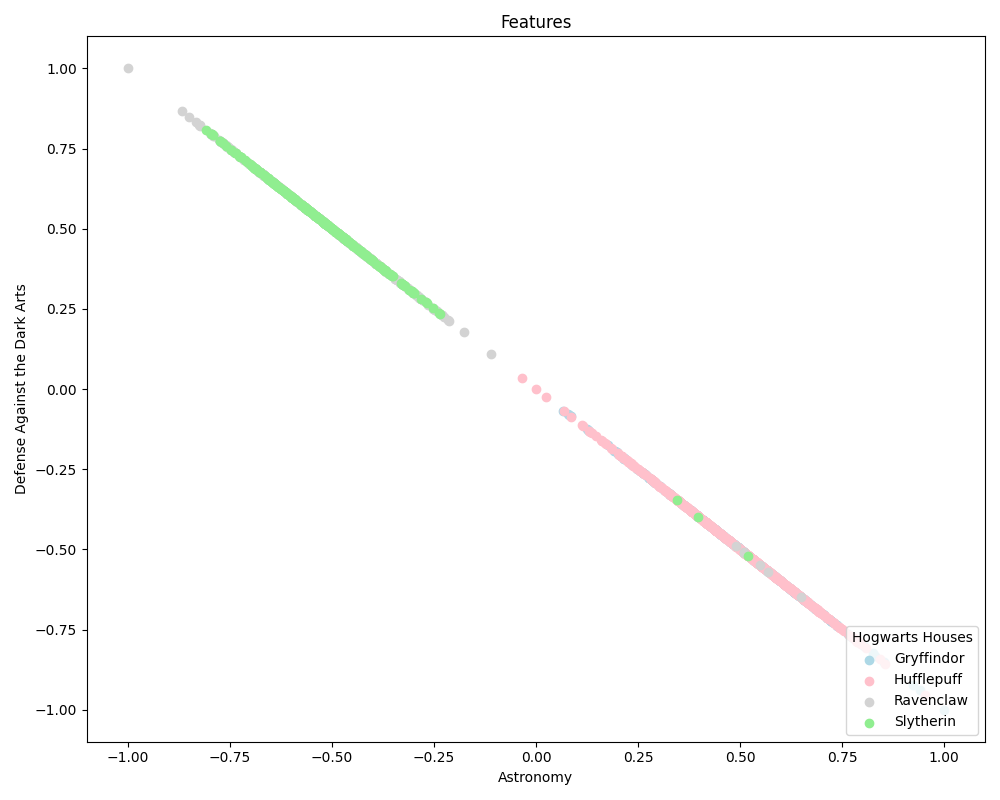 Features
1.00
0.75
0.50
0.25
0.00
−0.25
−0.50
−0.75
−1.00
Defense Against the Dark Arts
−1.00 −0.75 −0.50 −0.25 0.00 0.25 0.50 0.75 1.00
Astronomy
Hogwarts Houses
Gryffindor
Hufflepuff
Ravenclaw
Slytherin